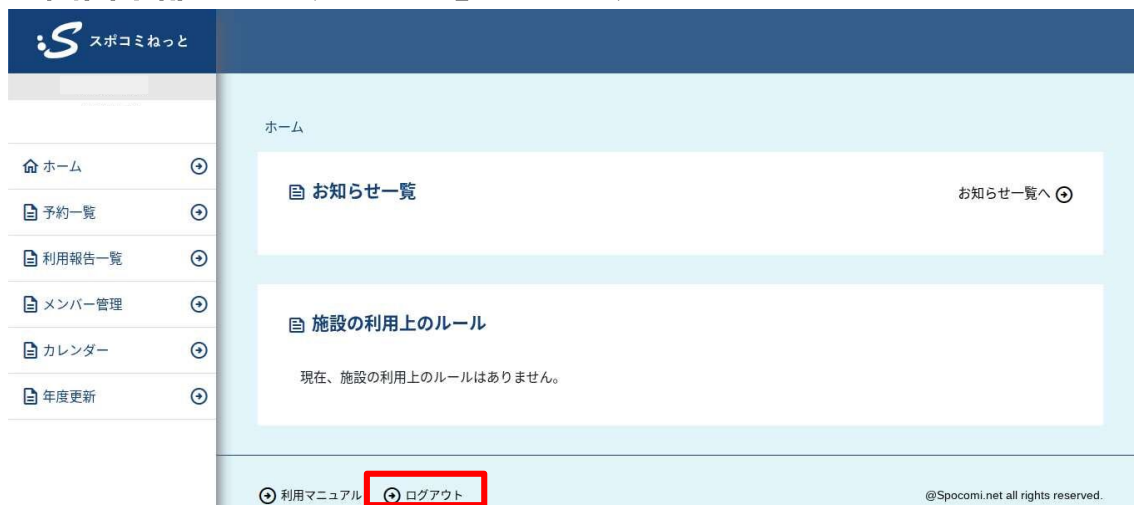 スポコミねっと
ホーム
予約一覧
利用報告一覧
メンバー管理
カレンダー
年度更新
ホーム
お知らせ一覧
お知らせ一覧へ
施設の利用上のルール
現在、施設の利用上のルールはありません。
利用マニュアル
ログアウト
@Spocomi.net all rights reserved.